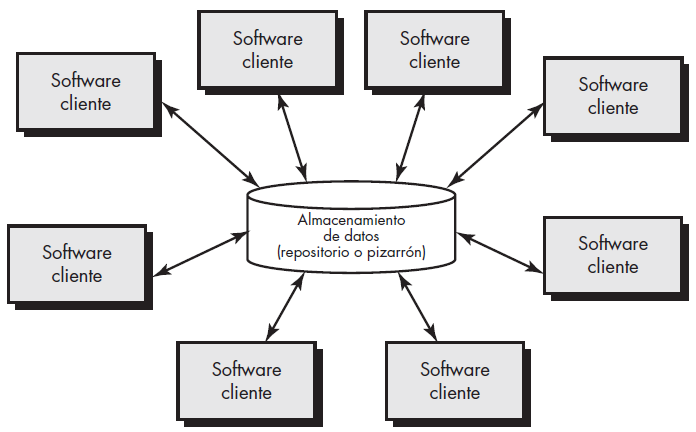 Software
cliente
Software
cliente
Software
cliente
Software
cliente
Software
cliente
Almacenamiento
de datos
(repositorio o pizarrón)
Software
cliente
Software
cliente
Software
cliente